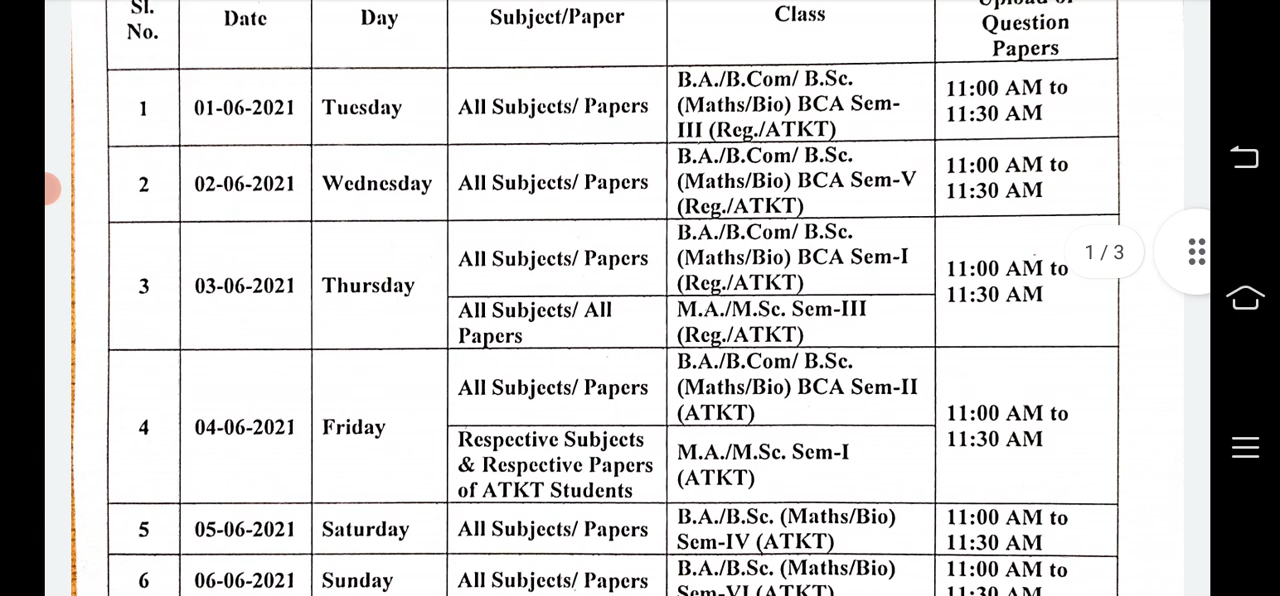 Sl.
No.
Date
Day
Subject/Paper
Class
Upload of
Question
Papers
1
01-06-2021
Tuesday
All Subjects/ Papers
B.A./B.Com/ B.Sc.
(Maths/Bio) BCA Sem-
III (Reg./ATKT)
11:00 AM to
11:30 AM
2
02-06-2021
Wednesday
All Subjects/ Papers
B.A./B.Com/ B.Sc.
(Maths/Bio) BCA Sem-V
(Reg./ATKT)
11:00 AM to
11:30 AM
3
03-06-2021
Thursday
All Subjects/ Papers
B.A./B.Com/ B.Sc.
(Maths/Bio) BCA Sem-I
(Reg./ATKT)
All Subjects/ All
Papers
M.A./M.Sc. Sem-III
(Reg./ATKT)
11:00 AM to
11:30 AM
1 / 3
4
04-06-2021
Friday
All Subjects/ Papers
B.A./B.Com/ B.Sc.
(Maths/Bio) BCA Sem-II
(ATKT)
Respective Subjects
& Respective Papers
of ATKT Students
M.A./M.Sc. Sem-I
(ATKT)
11:00 AM to
11:30 AM
5
05-06-2021
Saturday
All Subjects/ Papers
B.A./B.Sc. (Maths/Bio)
Sem-IV (ATKT)
11:00 AM to
11:30 AM
6
06-06-2021
Sunday
All Subjects/ Papers
B.A./B.Sc. (Maths/Bio)
Sem-VI (ATKT)
11:00 AM to
11:30 AM